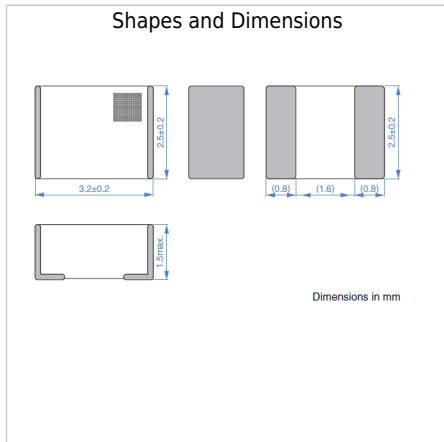 Shapes and Dimensions
2.5±0.2
3.2±0.2
(0.8)
(1.6)
(0.8)
2.5±0.2
1.5max.
Dimensions in mm